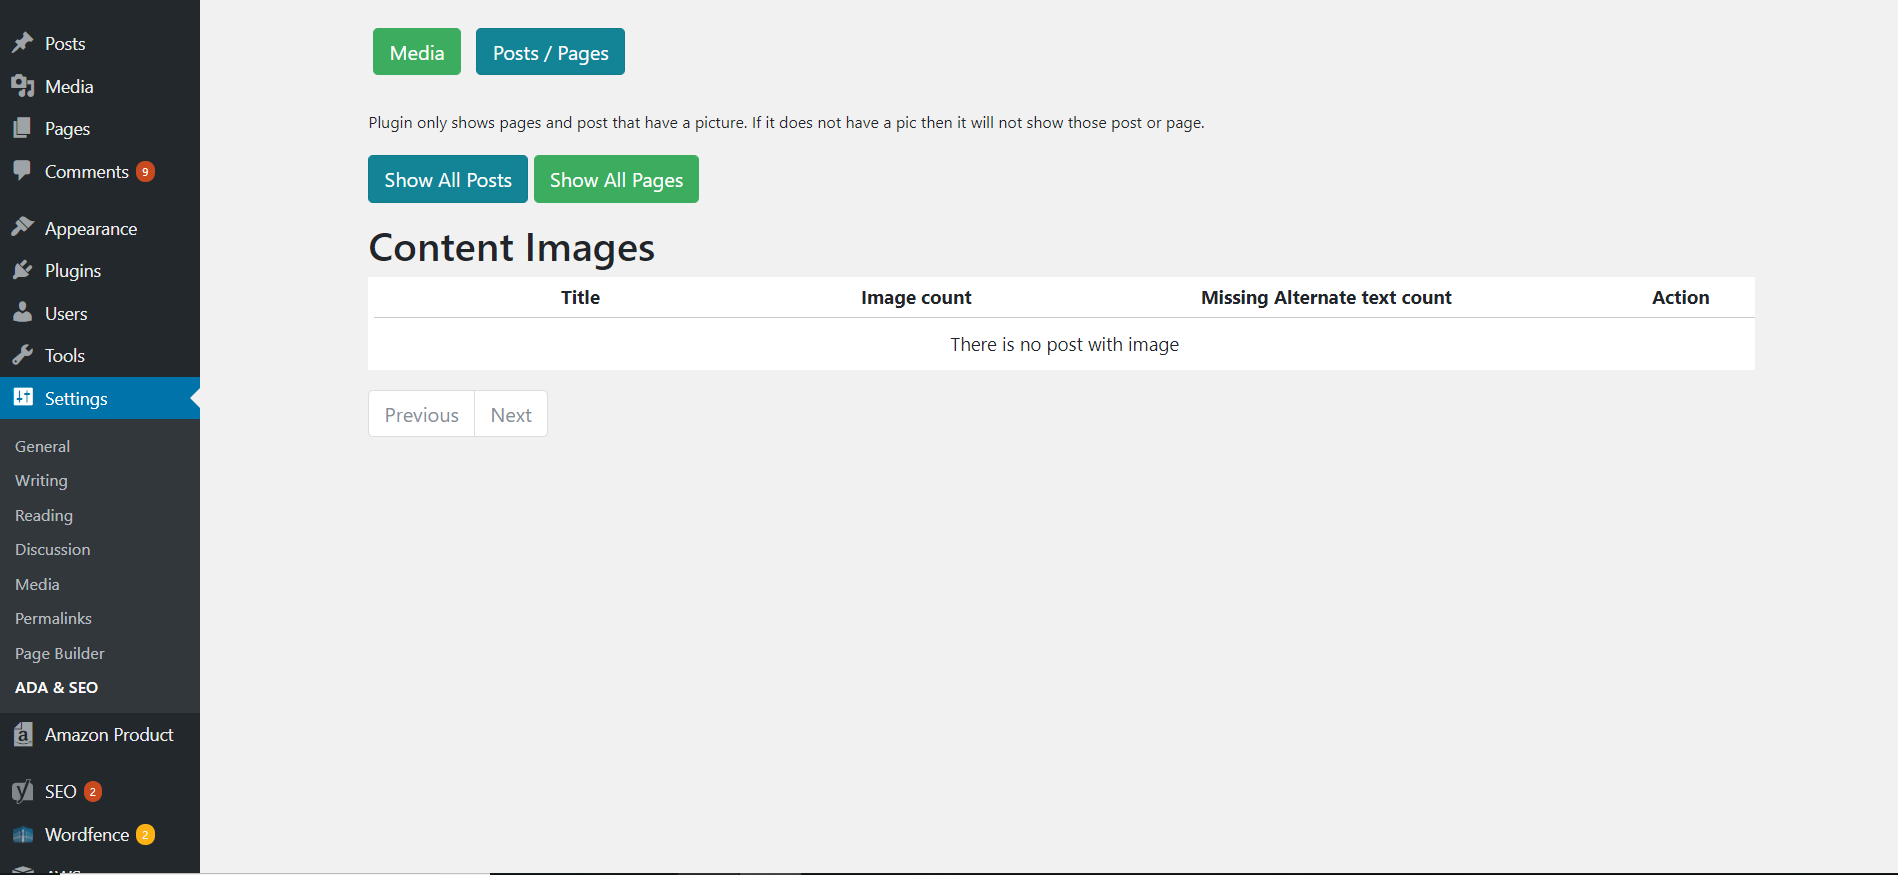 Posts
Media
Pages
Comments 9
Appearance
Plugins
Users
Tools
Settings
General
Writing
Reading
Discussion
Media
Permalinks
Page Builder
ADA & SEO
Amazon Product
SEO 2
Wordfence 2
Media Posts / Pages
Plugin only shows pages and post that have a picture. If it does not have a pic then it will not show those post or page.
Show All Posts Show All Pages
Content Images
Title Image count Missing Alternate text count Action
There is no post with image
Previous Next